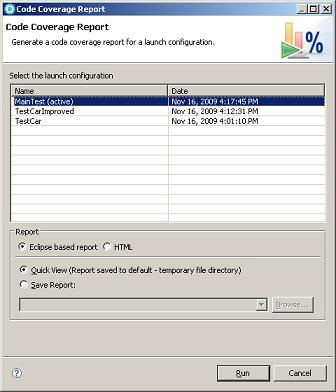 Code Coverage Report
Code Coverage Report
Generate a code coverage report for a launch configuration.
%
Select the launch configuration
Name Date
MainTest (active) Nov 16, 2009 4:17:45 PM
TestCarImproved Nov 16, 2009 4:12:31 PM
TestCar Nov 16, 2009 4:01:10 PM
Report
Eclipse based report HTML
Quick View (Report saved to default - temporary file directory)
Save Report:
Browse...
? Run Cancel